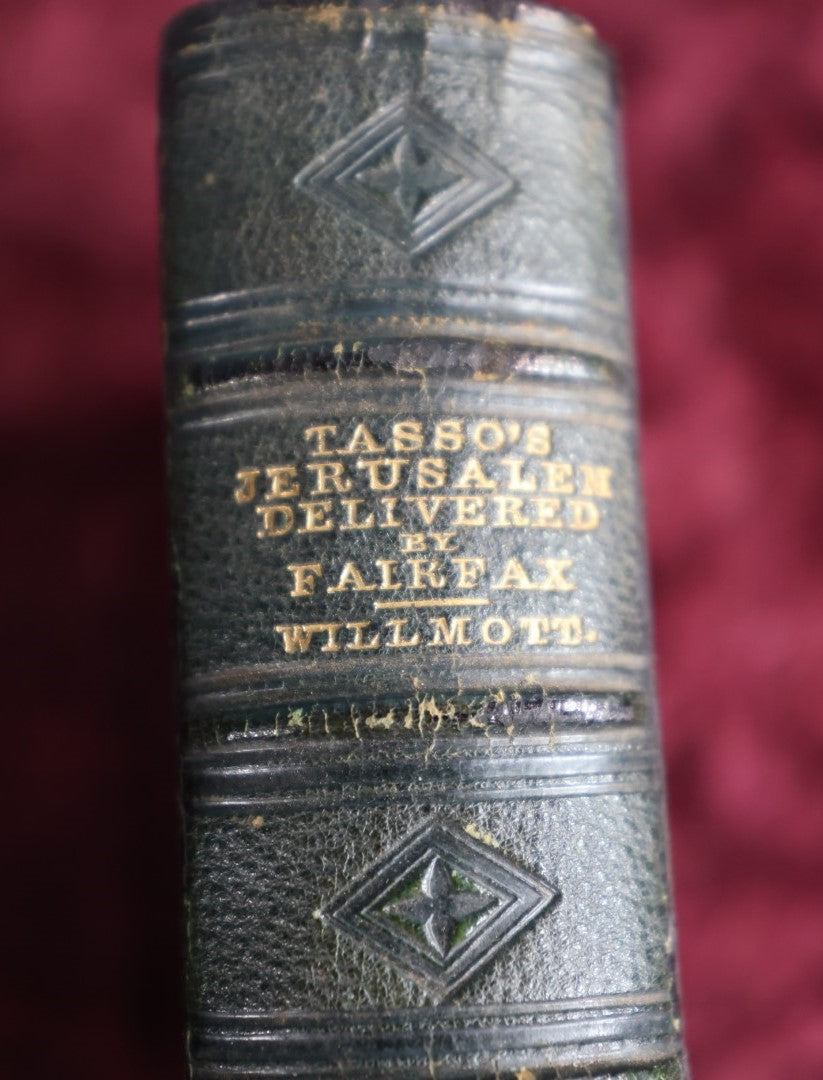 TASSO'S
JERUSALEM
DELIVERED
BY
FAIRFAX
WILLMOTT.